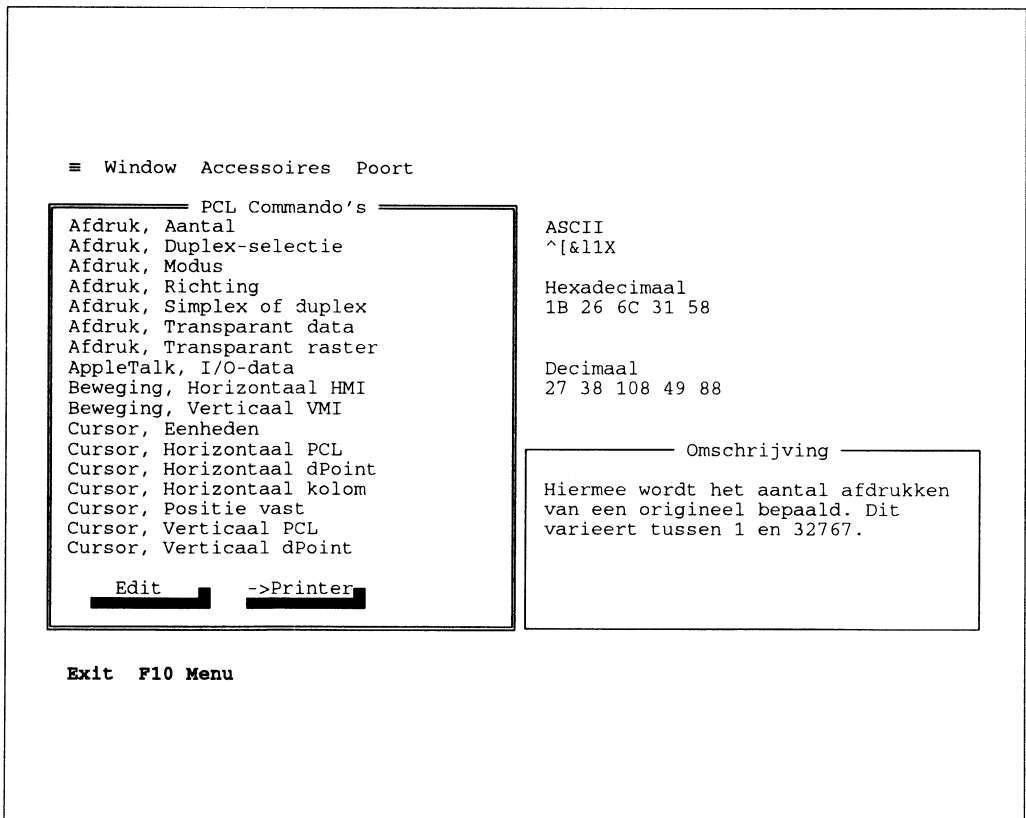 ≡ Window Accessoires Poort
PCL Commando's
Afdruk, Aantal
Afdruk, Duplex-selectie
Afdruk, Modus
Afdruk, Richting
Afdruk, Simplex of duplex
Afdruk, Transparant data
Afdruk, Transparant raster
AppleTalk, I/O-data
Beweging, Horizontaal HMI
Beweging, Verticaal VMI
Cursor, Eenheden
Cursor, Horizontaal PCL
Cursor, Horizontaal dPoint
Cursor, Horizontaal kolom
Cursor, Positie vast
Cursor, Verticaal PCL
Cursor, Verticaal dPoint
Edit ->Printer
ASCII
^[&l1X
Hexadecimaal
1B 26 6C 31 58
Decimaal
27 38 108 49 88
Omschrijving
Hiermee wordt het aantal afdrukken
van een origineel bepaald. Dit
varieert tussen 1 en 32767.
Exit F10 Menu